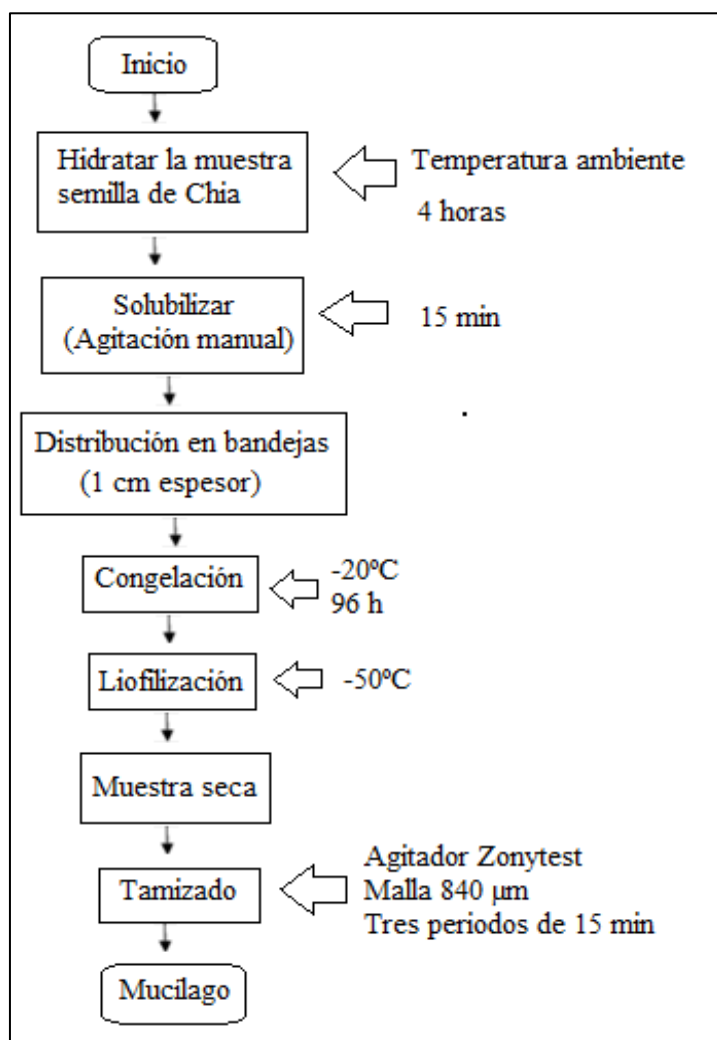 Inicio
Hidratar la muestra
semilla de Chia
Temperatura ambiente
4 horas
Solubilizar
(Agitación manual)
15 min
Distribución en bandejas
(1 cm espesor)
Congelación
-20ºC
96 h
Liofilización
-50ºC
Muestra seca
Tamizado
Agitador Zonytest
Malla 840 µm
Tres periodos de 15 min
Mucilago